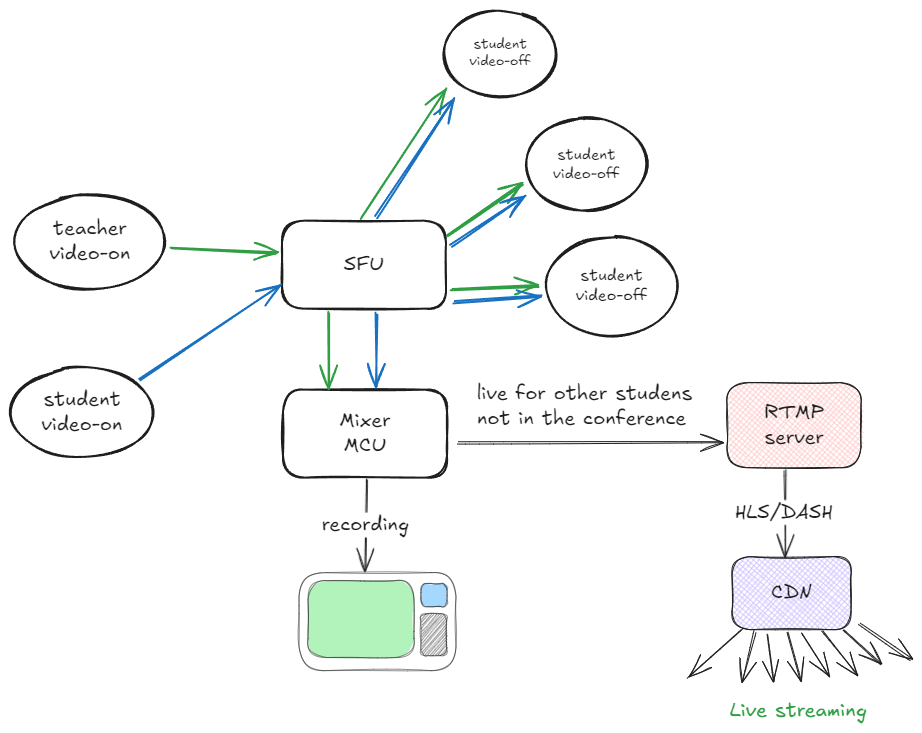 student
video-off
student
video-off
teacher
video-on
SFU
student
video-off
student
video-on
Mixer
MCU
live for other studens
not in the conference
RTMP
server
recording
HLS/DASH
CDN
Live streaming